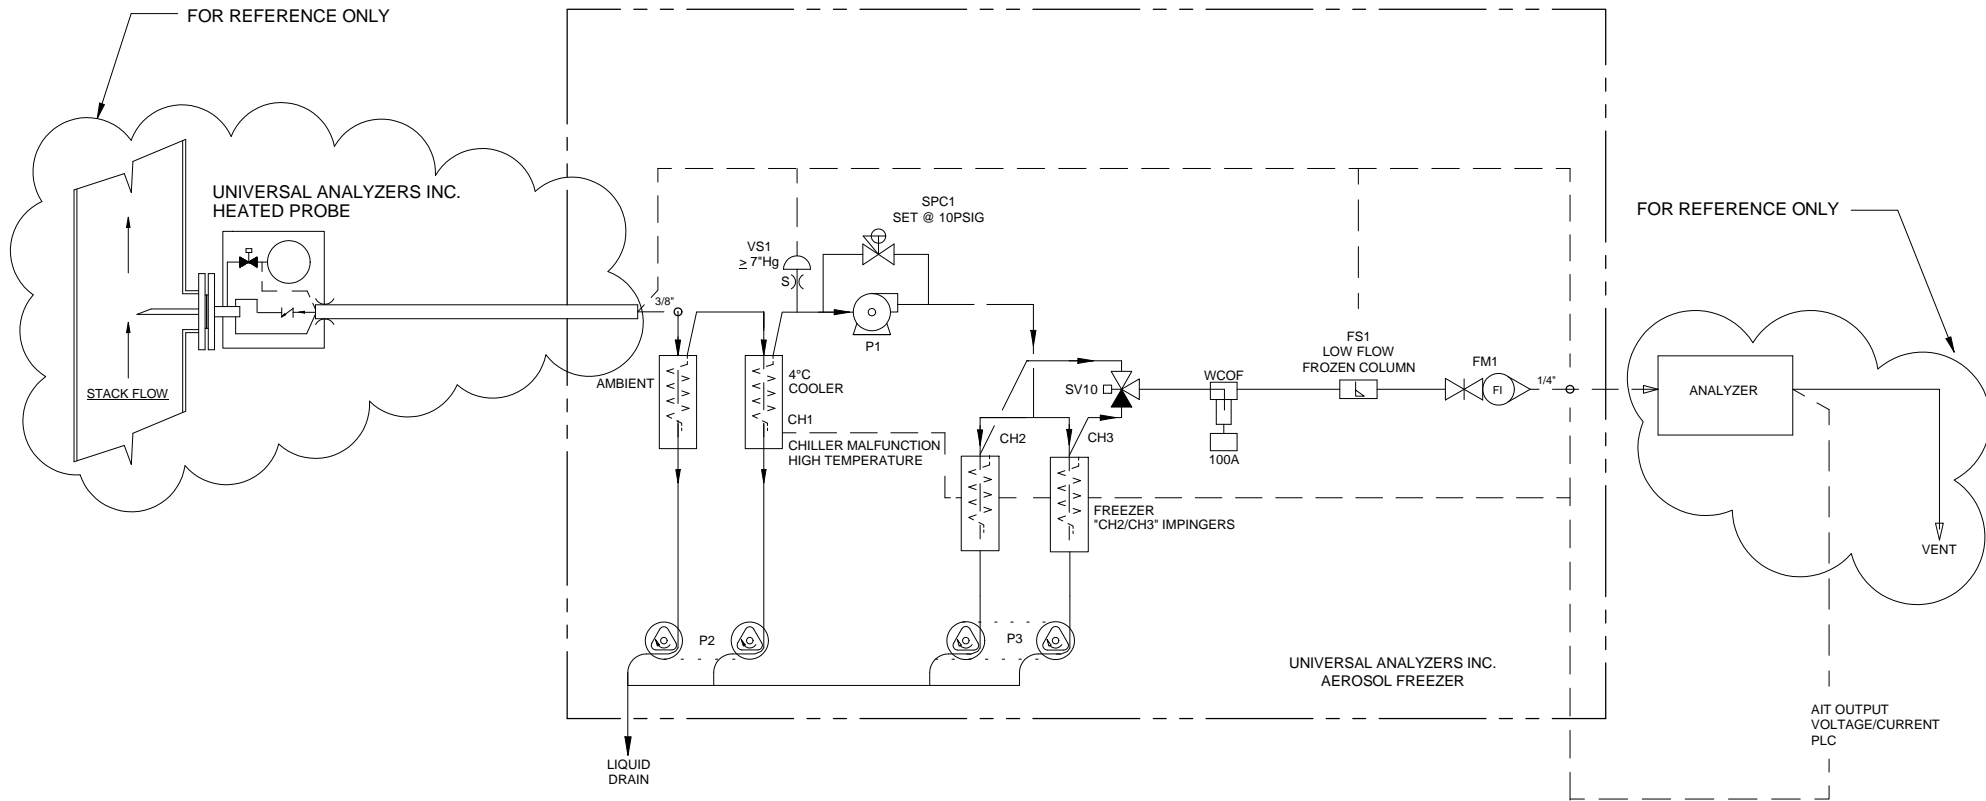 FOR REFERENCE ONLY
UNIVERSAL ANALYZERS INC.
HEATED PROBE
STACK FLOW
3/8"
AMBIENT
4°C
COOLER
CH1
CHILLER MALFUNCTION
HIGH TEMPERATURE
VS1
≥ 7"Hg
S
SPC1
SET @ 10PSIG
P1
CH2
CH3
SV10
FREEZER
"CH2/CH3" IMPINGERS
WCOF
100A
FS1
LOW FLOW
FROZEN COLUMN
FM1
FI
1/4"
P2
P3
UNIVERSAL ANALYZERS INC.
AEROSOL FREEZER
LIQUID
DRAIN
FOR REFERENCE ONLY
ANALYZER
VENT
AIT OUTPUT
VOLTAGE/CURRENT
PLC